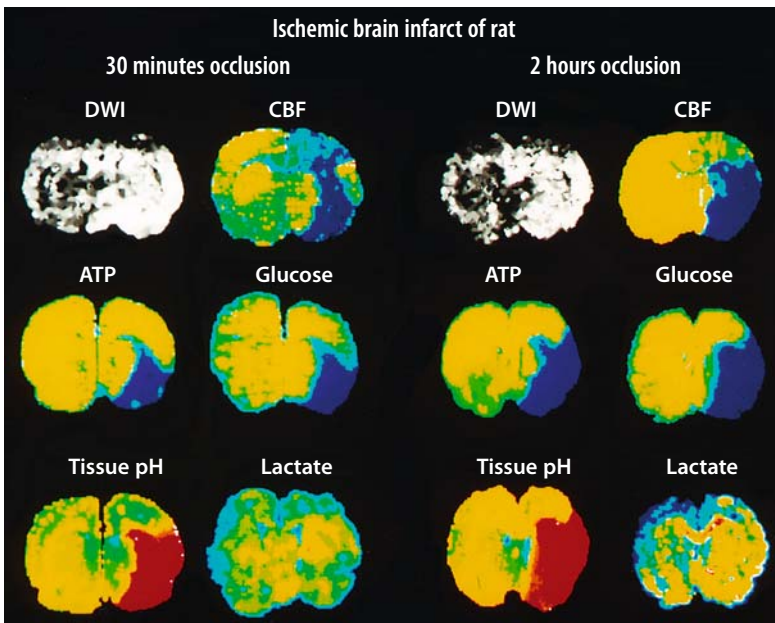 Ischemic brain infarct of rat
30 minutes occlusion
2 hours occlusion
DWI CBF DWI CBF
ATP Glucose ATP Glucose
Tissue pH Lactate Tissue pH Lactate